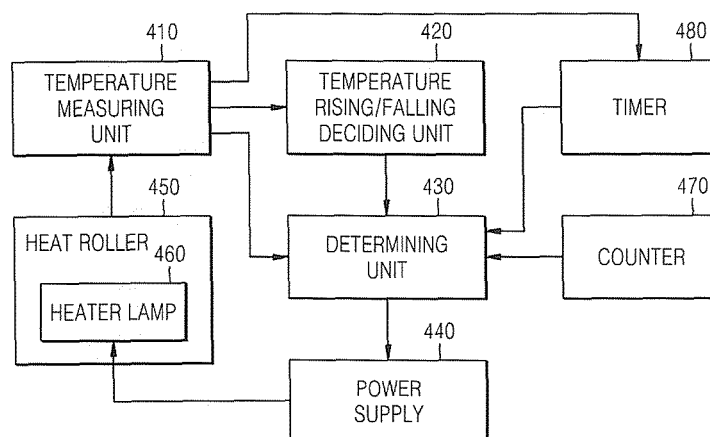 410
TEMPERATURE
MEASURING
UNIT
420
TEMPERATURE
RISING/FALLING
DECIDING UNIT
480
TIMER
450
HEAT ROLLER
460
HEATER LAMP
430
DETERMINING
UNIT
470
COUNTER
440
POWER
SUPPLY